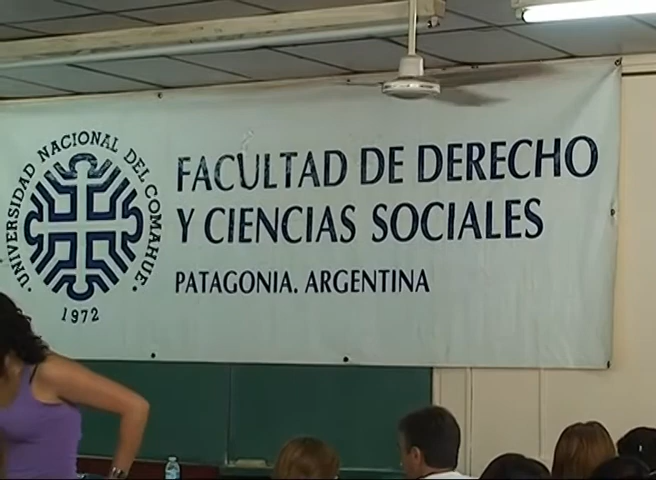 UNIVERSIDAD NACIONAL DEL COMAHUE
1972
FACULTAD DE DERECHO
Y CIENCIAS SOCIALES
PATAGONIA. ARGENTINA